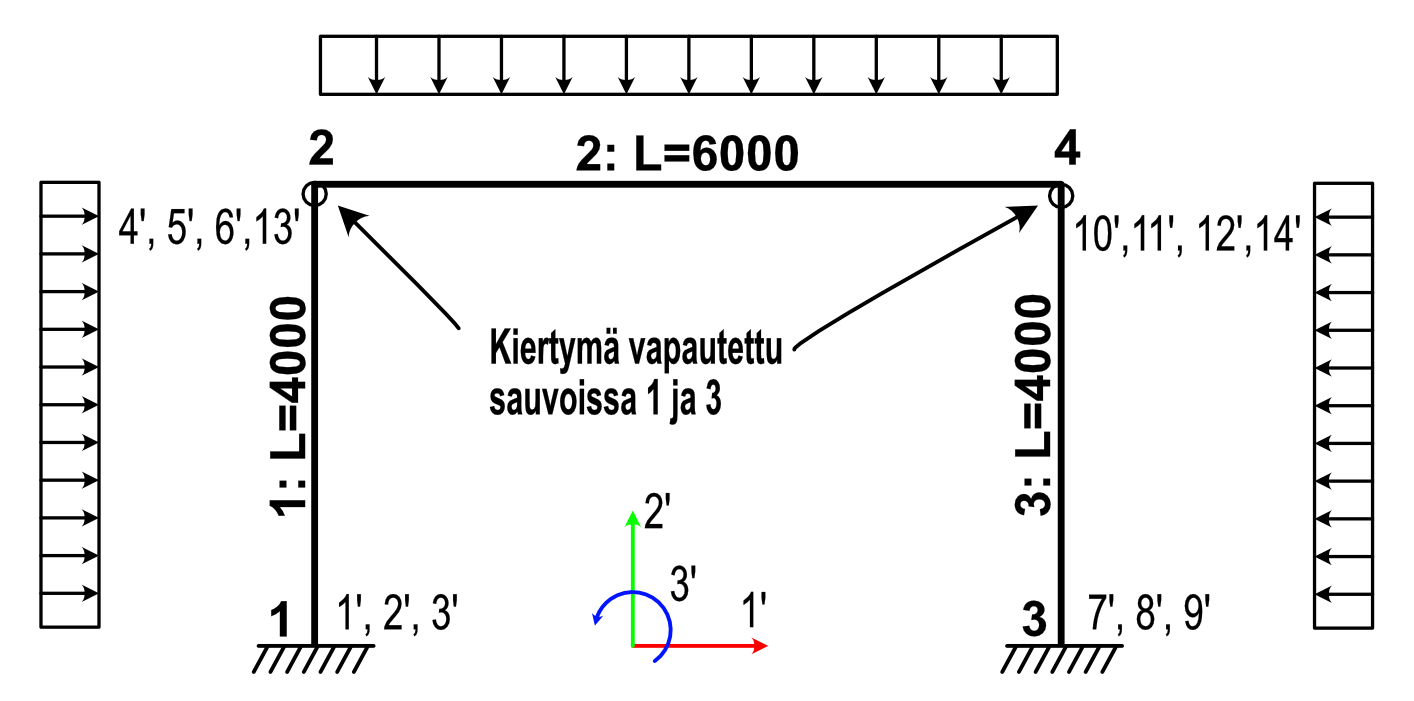 2
2: L=6000
4
4', 5', 6',13'
10',11', 12',14'
1: L=4000
Kiertymä vapautettu
sauvoissa 1 ja 3
3: L=4000
2'
3'
1'
1
1', 2', 3'
3
7', 8', 9'